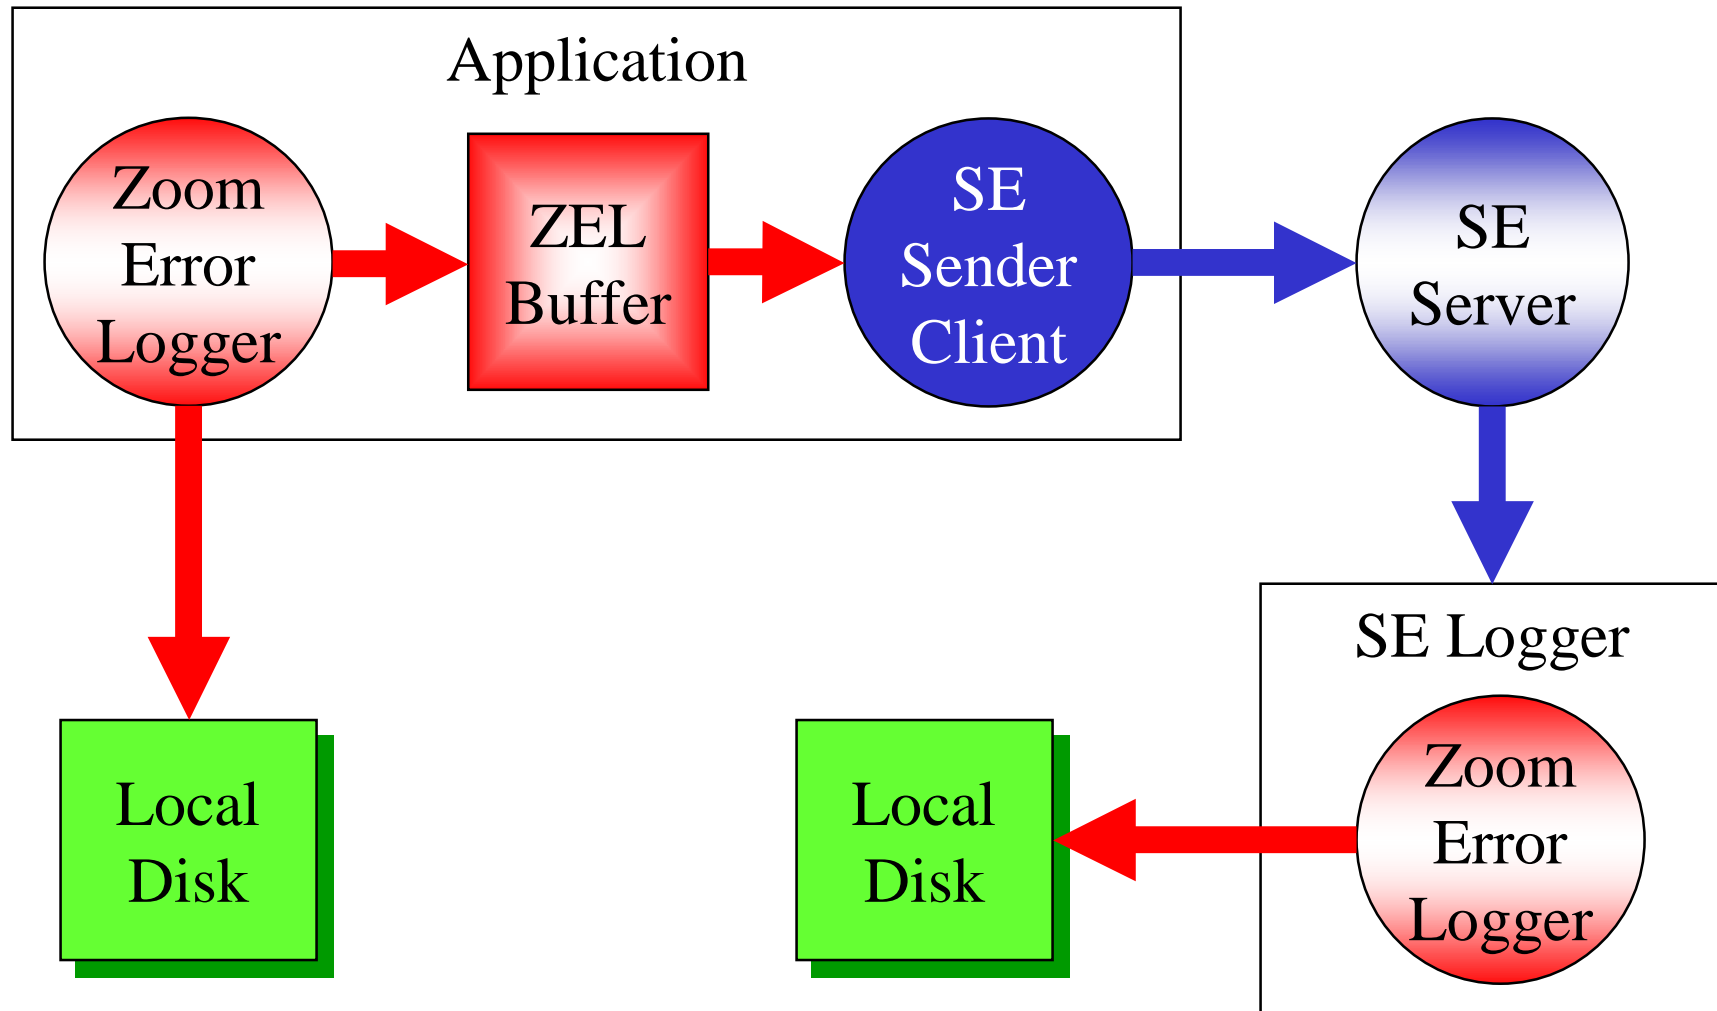 Application
Zoom
Error
Logger
ZEL
Buffer
SE
Sender
Client
SE
Server
SE Logger
Local
Disk
Local
Disk
Zoom
Error
Logger